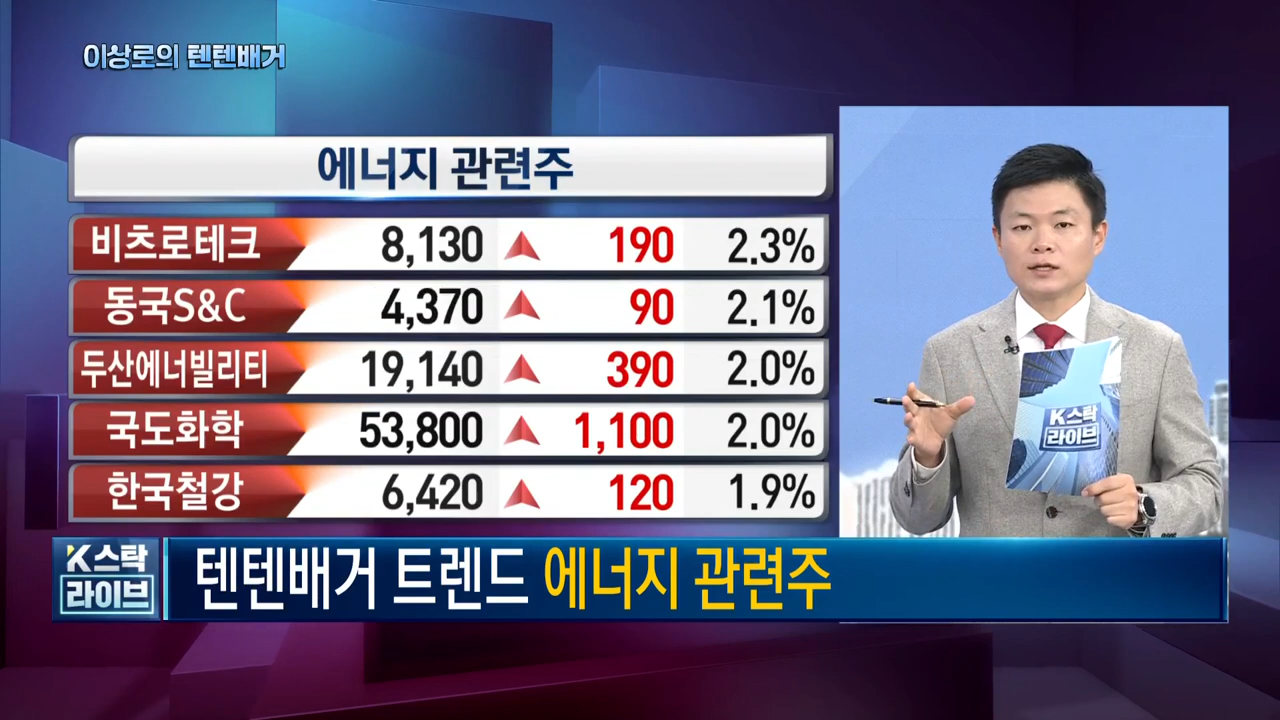 이상로의 텐텐배거
에너지 관련주
비츠로테크 8,130 ▲ 190 2.3%
동국S&C 4,370 ▲ 90 2.1%
두산에너빌리티 19,140 ▲ 390 2.0%
국도화학 53,800 ▲ 1,100 2.0%
한국철강 6,420 ▲ 120 1.9%
K스탁
라이브
K스탁
라이브
텐텐배거 트렌드 에너지 관련주